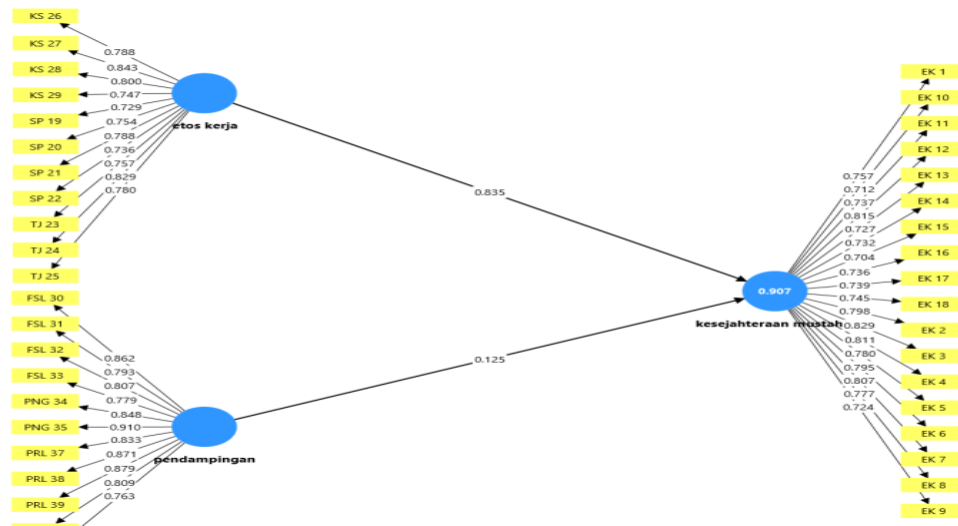 KS 26
KS 27
KS 28
KS 29
SP 19
SP 20
SP 21
SP 22
TJ 23
TJ 24
TJ 25
0.788
0.843
0.800
0.747
0.729
0.754
0.788
0.736
0.757
0.829
0.780
etos kerja
FSL 30
FSL 31
FSL 32
FSL 33
PNG 34
PNG 35
PRL 37
PRL 38
PRL 39
0.862
0.793
0.807
0.779
0.848
0.910
0.833
0.871
0.879
0.809
0.763
pendampingan
0.835
0.125
0.907
kesejahteraan mustah
0.757
0.712
0.737
0.815
0.727
0.732
0.704
0.736
0.739
0.745
0.798
0.829
0.811
0.780
0.795
0.807
0.777
0.724
EK 1
EK 10
EK 11
EK 12
EK 13
EK 14
EK 15
EK 16
EK 17
EK 18
EK 2
EK 3
EK 4
EK 5
EK 6
EK 7
EK 8
EK 9